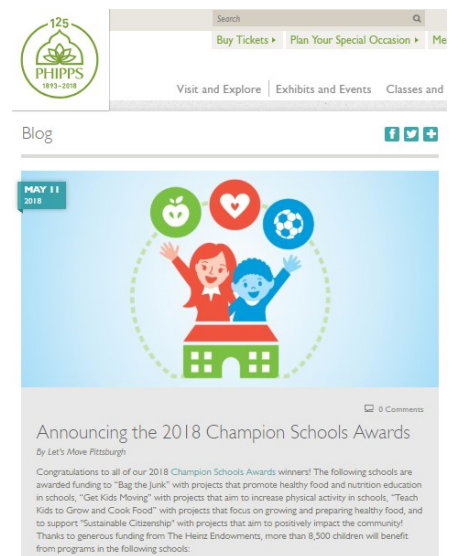 125
PHIPPS
1893-2018
Search
Buy Tickets Plan Your Special Occasion Me
Visit and Explore Exhibits and Events Classes and
Blog
MAY 11
2018
0 Comments
Announcing the 2018 Champion Schools Awards
By Let's Move Pittsburgh
Congratulations to all of our 2018 Champion Schools Awards winners! The following schools are
awarded funding to "Bag the Junk" with projects that promote healthy food and nutrition education
in schools, "Get Kids Moving" with projects that aim to increase physical activity in schools, "Teach
Kids to Grow and Cook Food" with projects that focus on growing and preparing healthy food, and
to support "Sustainable Citizenship" with projects that aim to positively impact the community!
Thanks to generous funding from The Heinz Endowments, more than 8,500 children will benefit
from programs in the following schools: